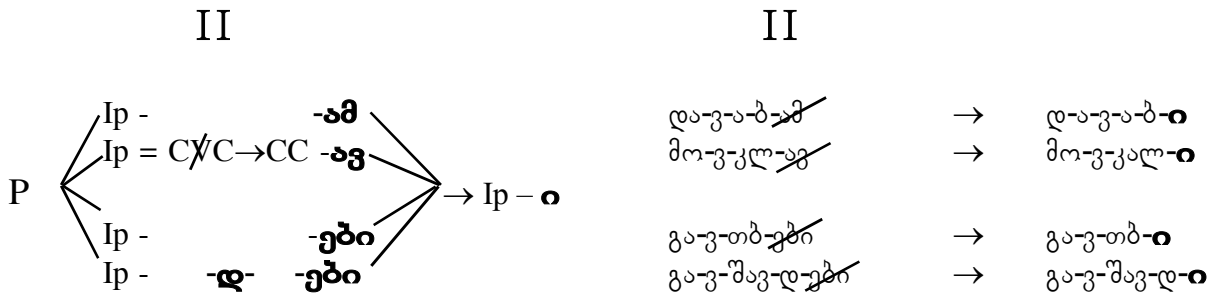 II II
Ip - -ამ და-ვ-ა-ბ-ამ → დ-ა-ვ-ა-ბ-ი
Ip = CVC→CC -ავ მო-ვ-კლ-ავ → მო-ვ-კალ-ი
P → Ip – ი
Ip - -ები გა-ვ-თბ-ები → გა-ვ-თბ-ი
Ip - -დ- -ები გა-ვ-შავ-დ-ები → გა-ვ-შავ-დ-ი